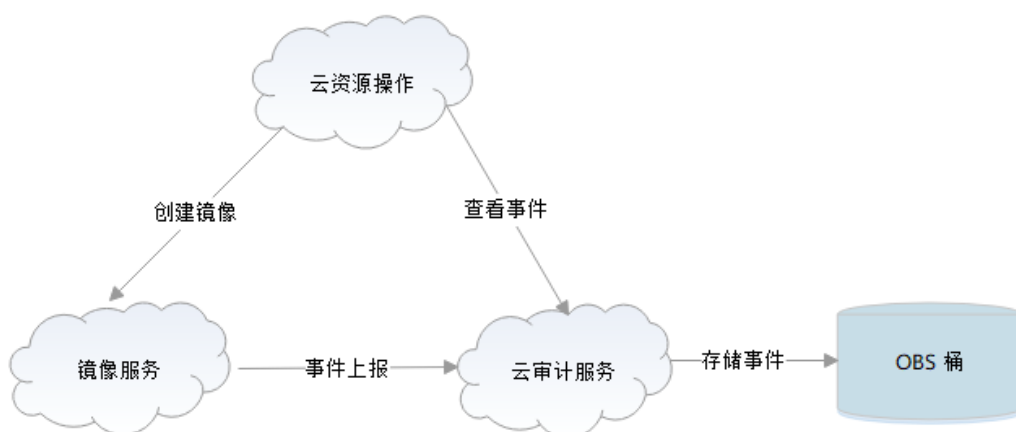 云资源操作
创建镜像
查看事件
镜像服务
事件上报
云审计服务
存储事件
OBS 桶